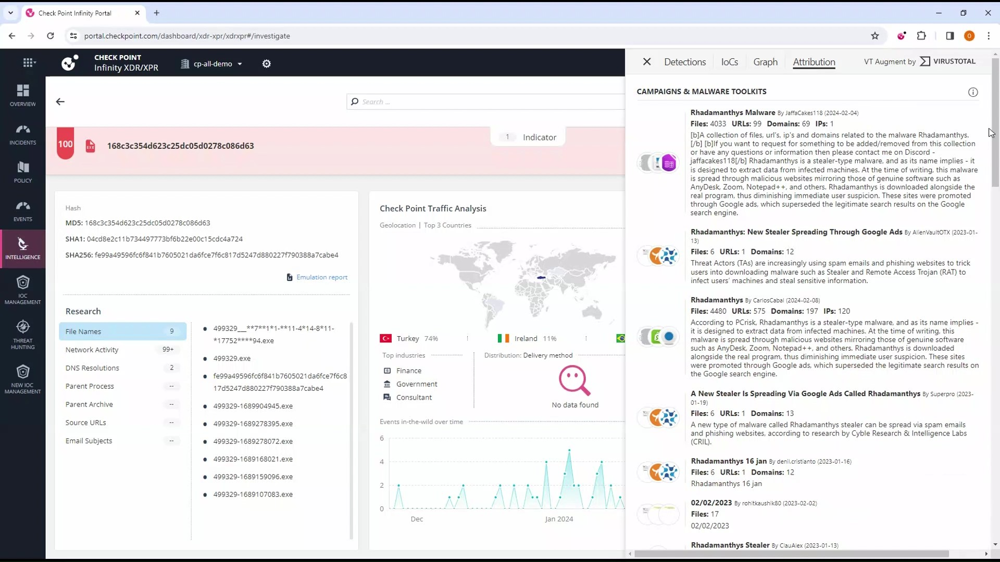 Check Point Infinity Portal
portal.checkpoint.com/dashboard/xdr-xpr/xdrxpr#/investigate
O
CHECK POINT
Infinity XDR/XPR
cp-all-demo
OVERVIEW
INCIDENTS
POLICY
EVENTS
INTELLIGENCE
IOC
MANAGEMENT
THREAT
HUNTING
NEW IOC
MANAGEMENT
Search ...
100
EXE
168c3c354d623c25dc05d0278c086d63
1 Indicator
Hash
MD5: 168c3c354d623c25dc05d0278c086d63
SHA1: 04cd8e2c11b734497773bf6b22e00c15cdc4a724
SHA256: fe99a49596fc6f841b7605021da6fce7f6c817d5247d880227f790388a7cabe4
Emulation report
Research
File Names 9
Network Activity 99+
DNS Resolutions 2
Parent Process --
Parent Archive --
Source URLs --
Email Subjects --
499329___**7**1*1-**11-4*14-8*11-
*17752****94.exe
499329.exe
fe99a49596fc6f841b7605021da6fce7f6c8
17d5247d880227f790388a7cabe4
499329-1689904945.exe
499329-1689278395.exe
499329-1689278072.exe
499329-1689168021.exe
499329-1689159096.exe
499329-1689107083.exe
Check Point Traffic Analysis
Geolocation | Top 3 Countries
Turkey 74%
Ireland 11%
Top industries
Finance
Government
Consultant
Distribution: Delivery method
No data found
Events in-the-wild over time
6
4
2
0
Dec
Jan 2024
Detections
IoCs
Graph
Attribution
VT Augment by VIRUSTOTAL
CAMPAIGNS & MALWARE TOOLKITS
Rhadamanthys Malware By JaffaCakes118 (2024-02-04)
Files: 4033 URLs: 99 Domains: 69 IPs: 1
[b]A collection of files, url's, ip's and domains related to the malware Rhadamanthys.
[/b] [b]If you want to request for something to be added/removed from this collection
or have any questions or information then please contact me on Discord -
jaffacakes118[/b] Rhadamanthys is a stealer-type malware, and as its name implies - it
is designed to extract data from infected machines. At the time of writing, this malware
is spread through malicious websites mirroring those of genuine software such as
AnyDesk, Zoom, Notepad++, and others. Rhadamanthys is downloaded alongside the
real program, thus diminishing immediate user suspicion. These sites were promoted
through Google ads, which superseded the legitimate search results on the Google
search engine.
Rhadamanthys: New Stealer Spreading Through Google Ads By AlienVaultOTX (2023-01-
13)
Files: 6 URLs: 1 Domains: 12
Threat Actors (TAs) are increasingly using spam emails and phishing websites to trick
users into downloading malware such as Stealer and Remote Access Trojan (RAT) to
infect users' machines and steal sensitive information.
Rhadamanthys By CarlosCabal (2024-02-08)
Files: 4480 URLs: 575 Domains: 197 IPs: 120
According to PCrisk, Rhadamanthys is a stealer-type malware, and as its name implies -
it is designed to extract data from infected machines. At the time of writing, this
malware is spread through malicious websites mirroring those of genuine software
such as AnyDesk, Zoom, Notepad++, and others. Rhadamanthys is downloaded
alongside the real program, thus diminishing immediate user suspicion. These sites
were promoted through Google ads, which superseded the legitimate search results on
the Google search engine.
A New Stealer Is Spreading Via Google Ads Called Rhadamanthys By Superpro (2023-
01-19)
Files: 6 URLs: 1 Domains: 13
A new type of malware called Rhadamanthys stealer can be spread via spam emails
and phishing websites, according to research by Cyble Research & Intelligence Labs
(CRIL).
Rhadamanthys 16 jan By denil.cristianto (2023-01-16)
Files: 6 URLs: 1 Domains: 12
Rhadamanthys 16 jan
02/02/2023 By rohitkaushik80 (2023-02-02)
Files: 17
02/02/2023
Rhadamanthys Stealer By ClauAlex (2023-01-13)